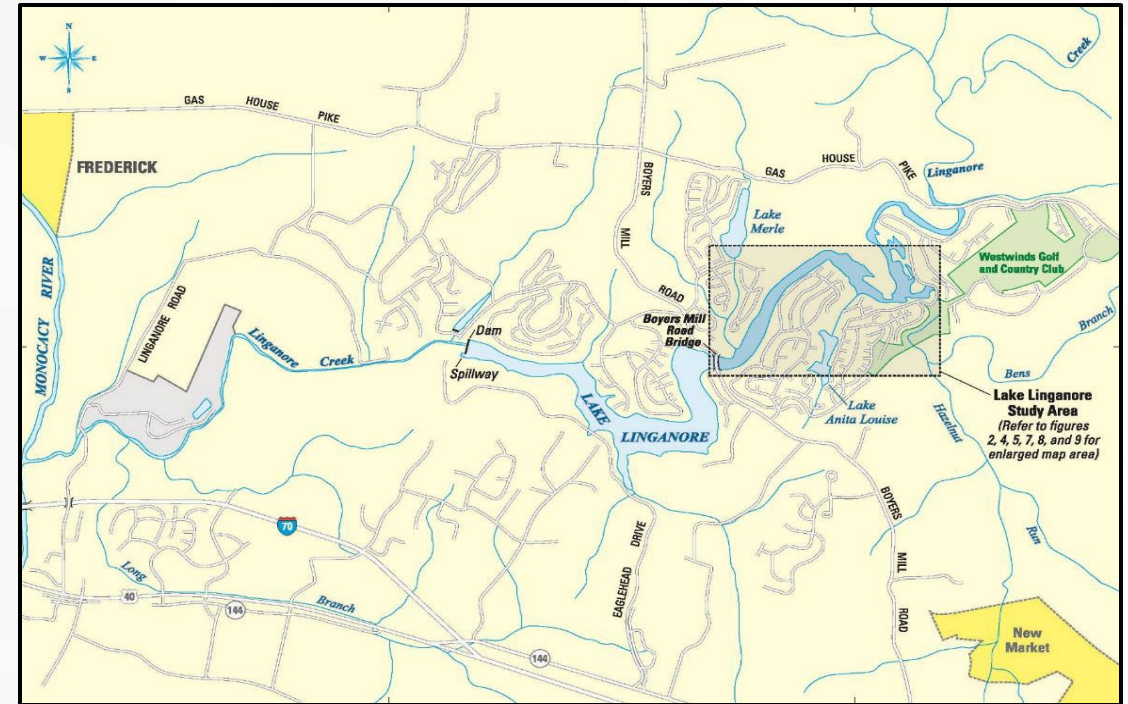 N
W
E
S
GAS HOUSE PIKE
FREDERICK
MONOCACY RIVER
LINGANORE ROAD
Linganore Creek
Dam
Spillway
LAKE
LINGANORE
BOYERS
MILL
ROAD
GAS HOUSE PIKE
Creek
Linganore
Lake
Merle
Westwinds Golf
and Country Club
Boyers Mill
Road
Bridge
Branch
Bens
Lake
Anita Louise
Lake Linganore
Study Area
(Refer to figures
2, 4, 5, 7, 8, and 9 for
enlarged map area)
Hazelnut
Run
BOYERS
MILL
ROAD
EAGLEHEAD DRIVE
70
Long
Branch
40
144
144
New
Market